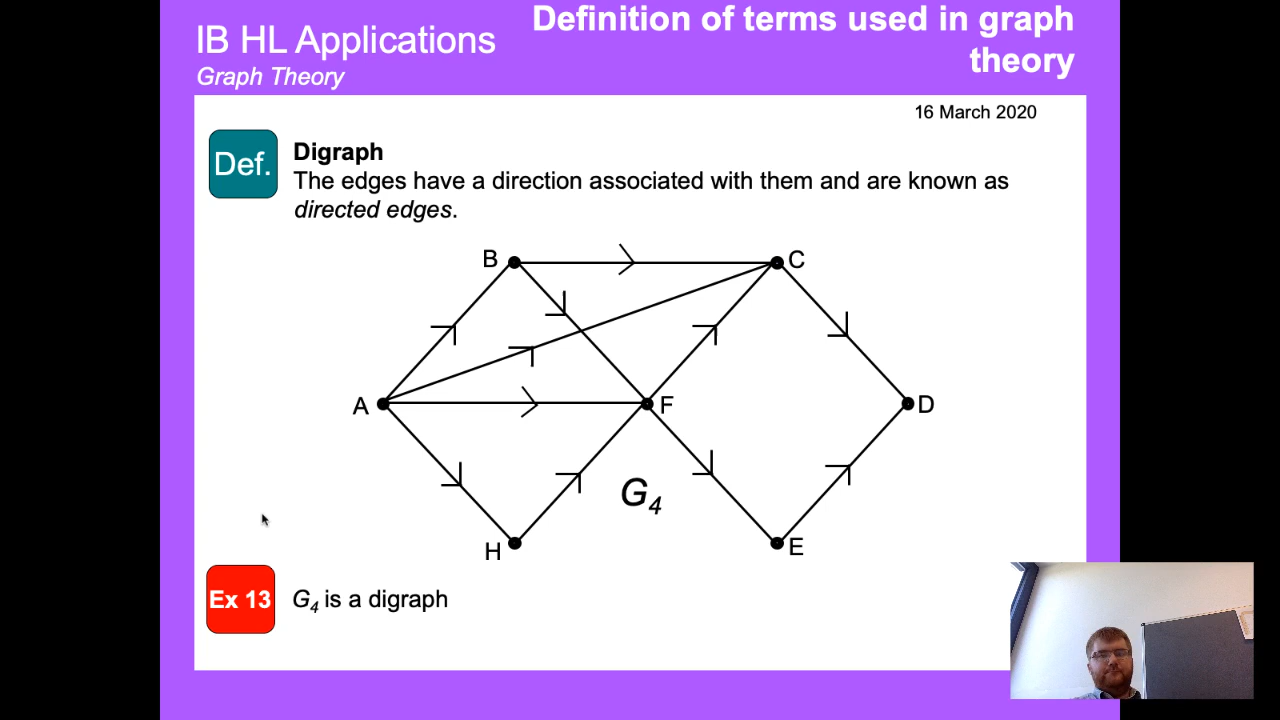 IB HL Applications
Graph Theory
Definition of terms used in graph
theory
16 March 2020
Def.
Digraph
The edges have a direction associated with them and are known as
directed edges.
B
C
A
F
D
G4
H
E
Ex 13
G4 is a digraph